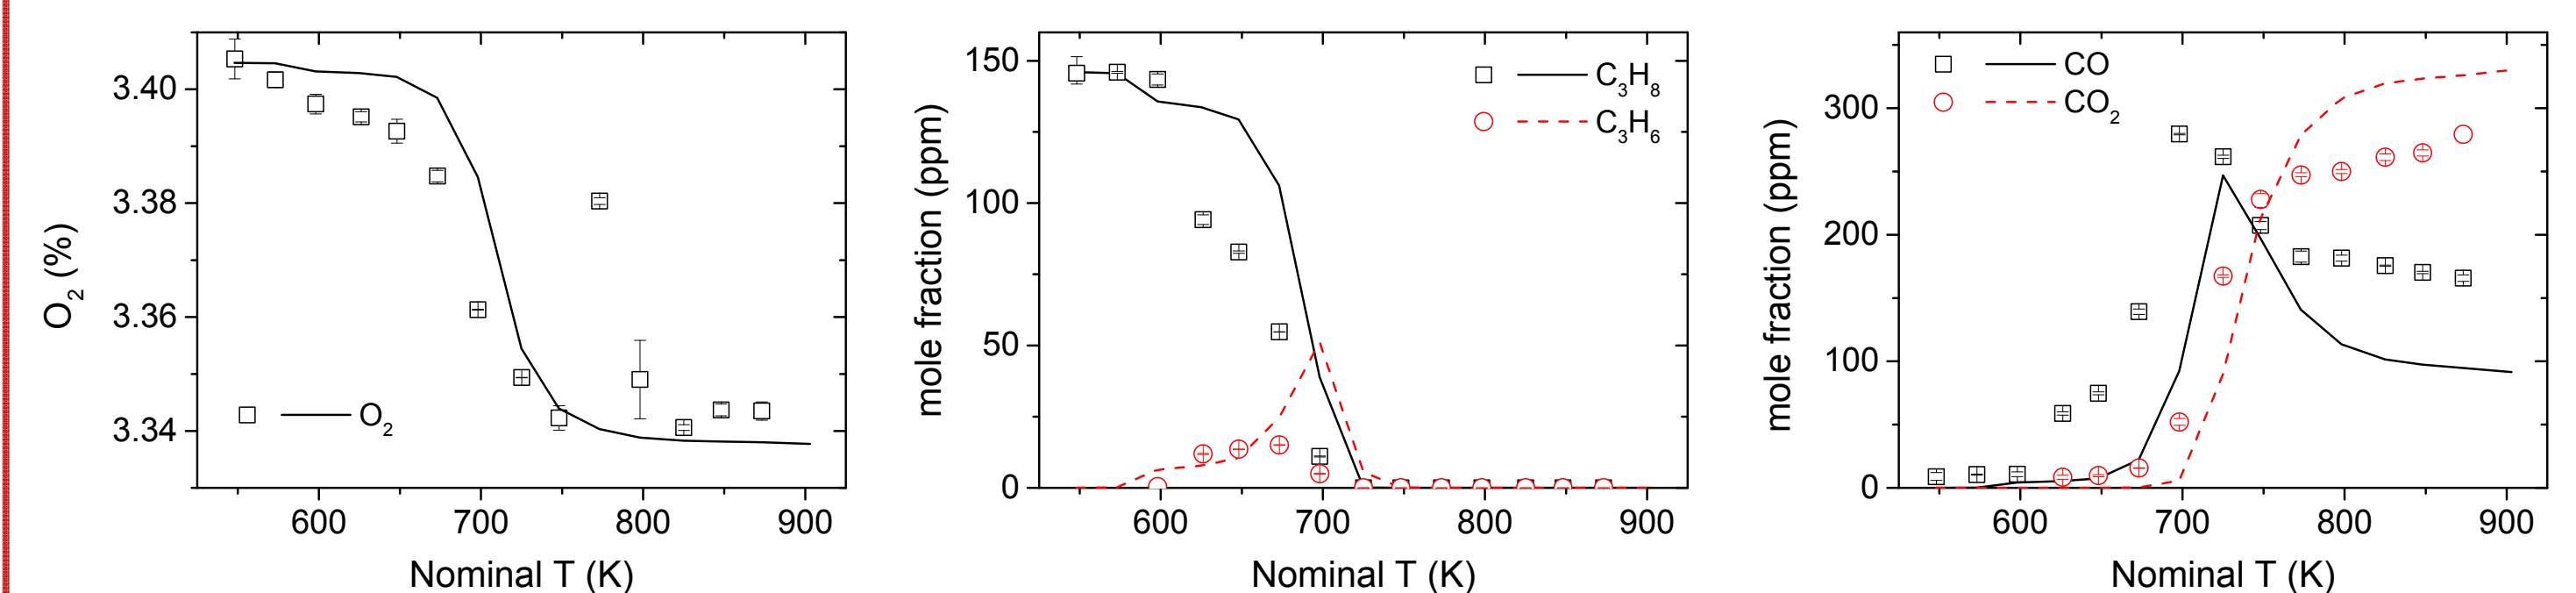 O2 (%)
3.40
3.38
3.36
3.34
O2
600 700 800 900
Nominal T (K)
mole fraction (ppm)
150
100
50
0
C3H8
C3H6
600 700 800 900
Nominal T (K)
mole fraction (ppm)
300
200
100
0
CO
CO2
600 700 800 900
Nominal T (K)